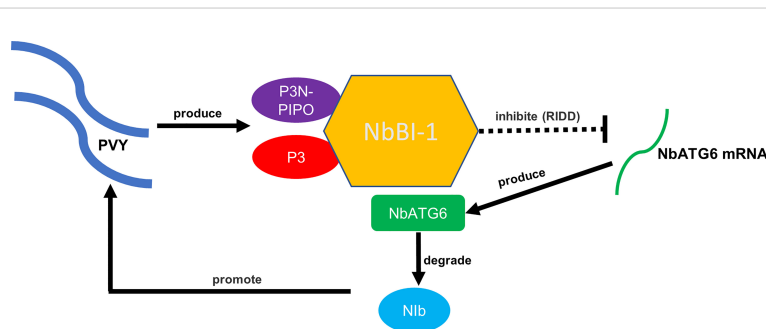 P3N-
PIPO
produce
NbBI-1
inhibite (RIDD)
PVY
P3
NbATG6 mRNA
produce
NbATG6
degrade
promote
NIb